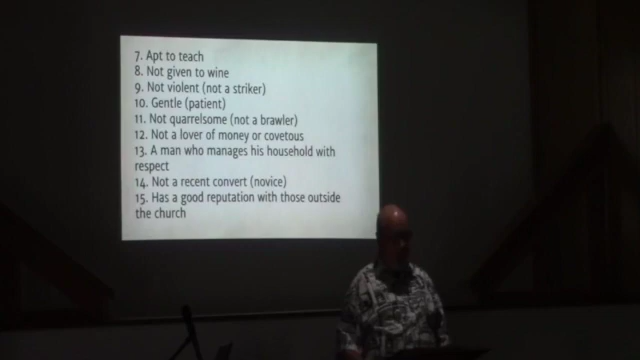 7. Apt to teach
8. Not given to wine
9. Not violent (not a striker)
10. Gentle (patient)
11. Not quarrelsome (not a brawler)
12. Not a lover of money or covetous
13. A man who manages his household with
respect
14. Not a recent convert (novice)
15. Has a good reputation with those outside
the church